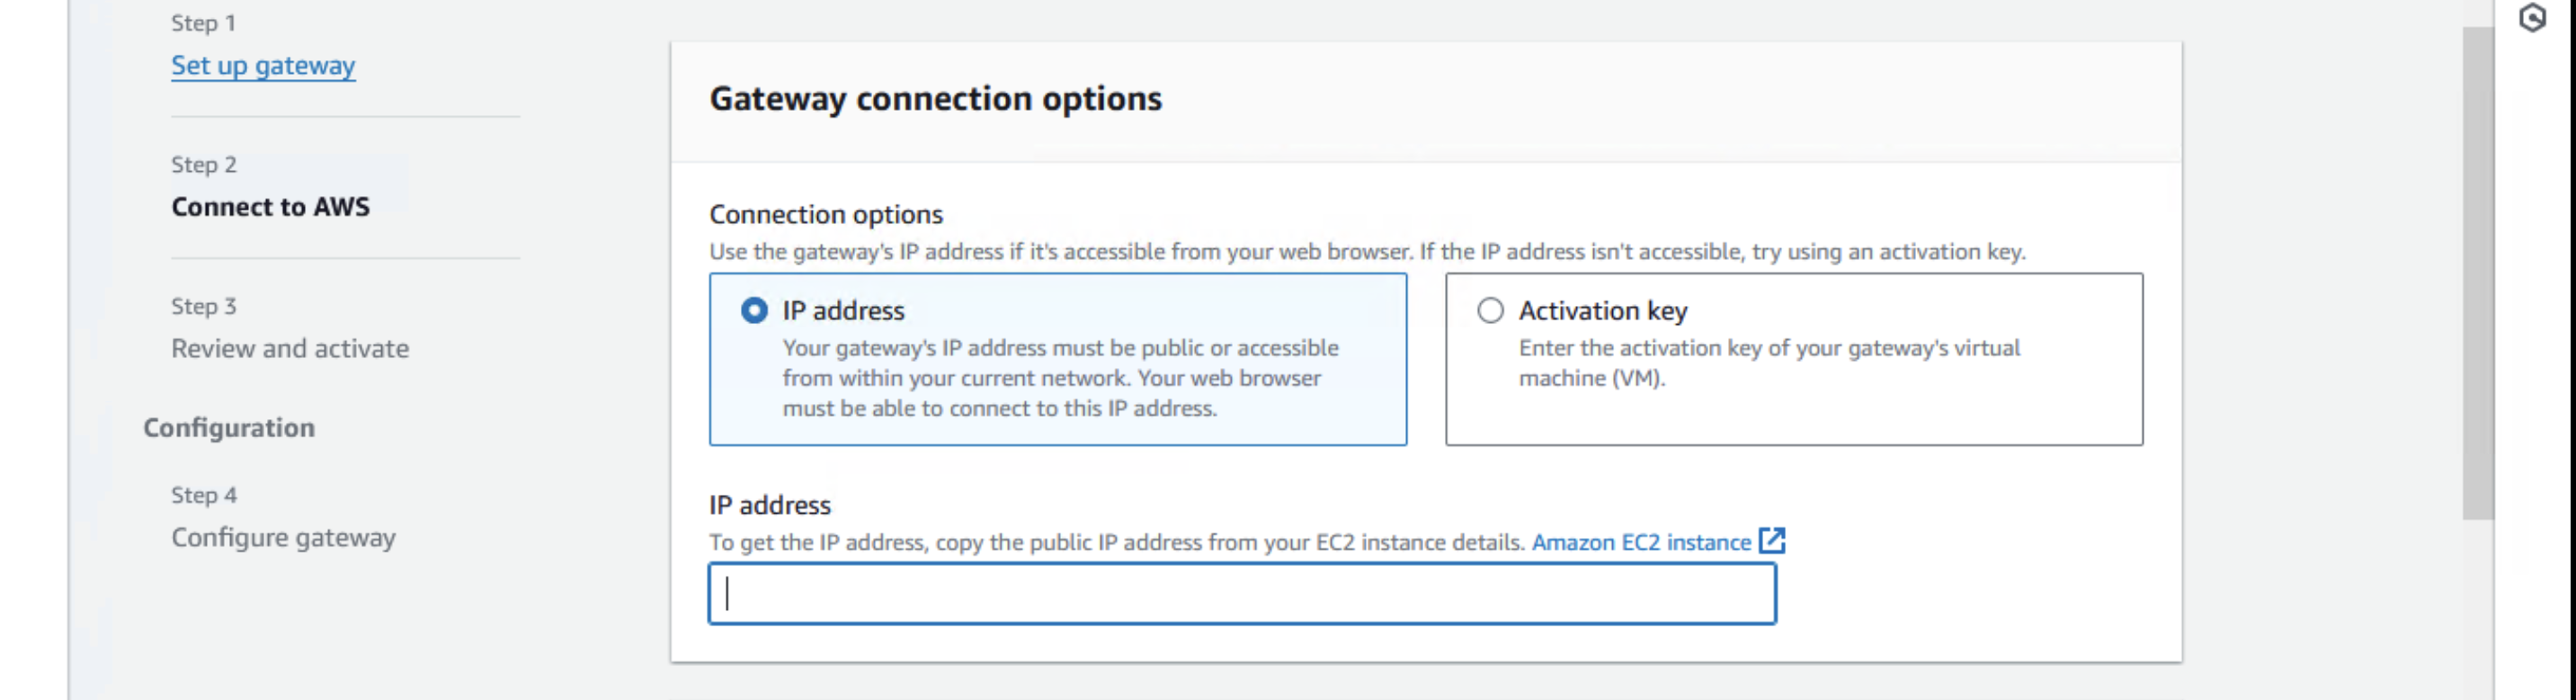 Step 1
Set up gateway
Step 2
Connect to AWS
Step 3
Review and activate
Configuration
Step 4
Configure gateway
Gateway connection options
Connection options
Use the gateway's IP address if it's accessible from your web browser. If the IP address isn't accessible, try using an activation key.
IP address
Your gateway's IP address must be public or accessible
from within your current network. Your web browser
must be able to connect to this IP address.
Activation key
Enter the activation key of your gateway's virtual
machine (VM).
IP address
To get the IP address, copy the public IP address from your EC2 instance details. Amazon EC2 instance